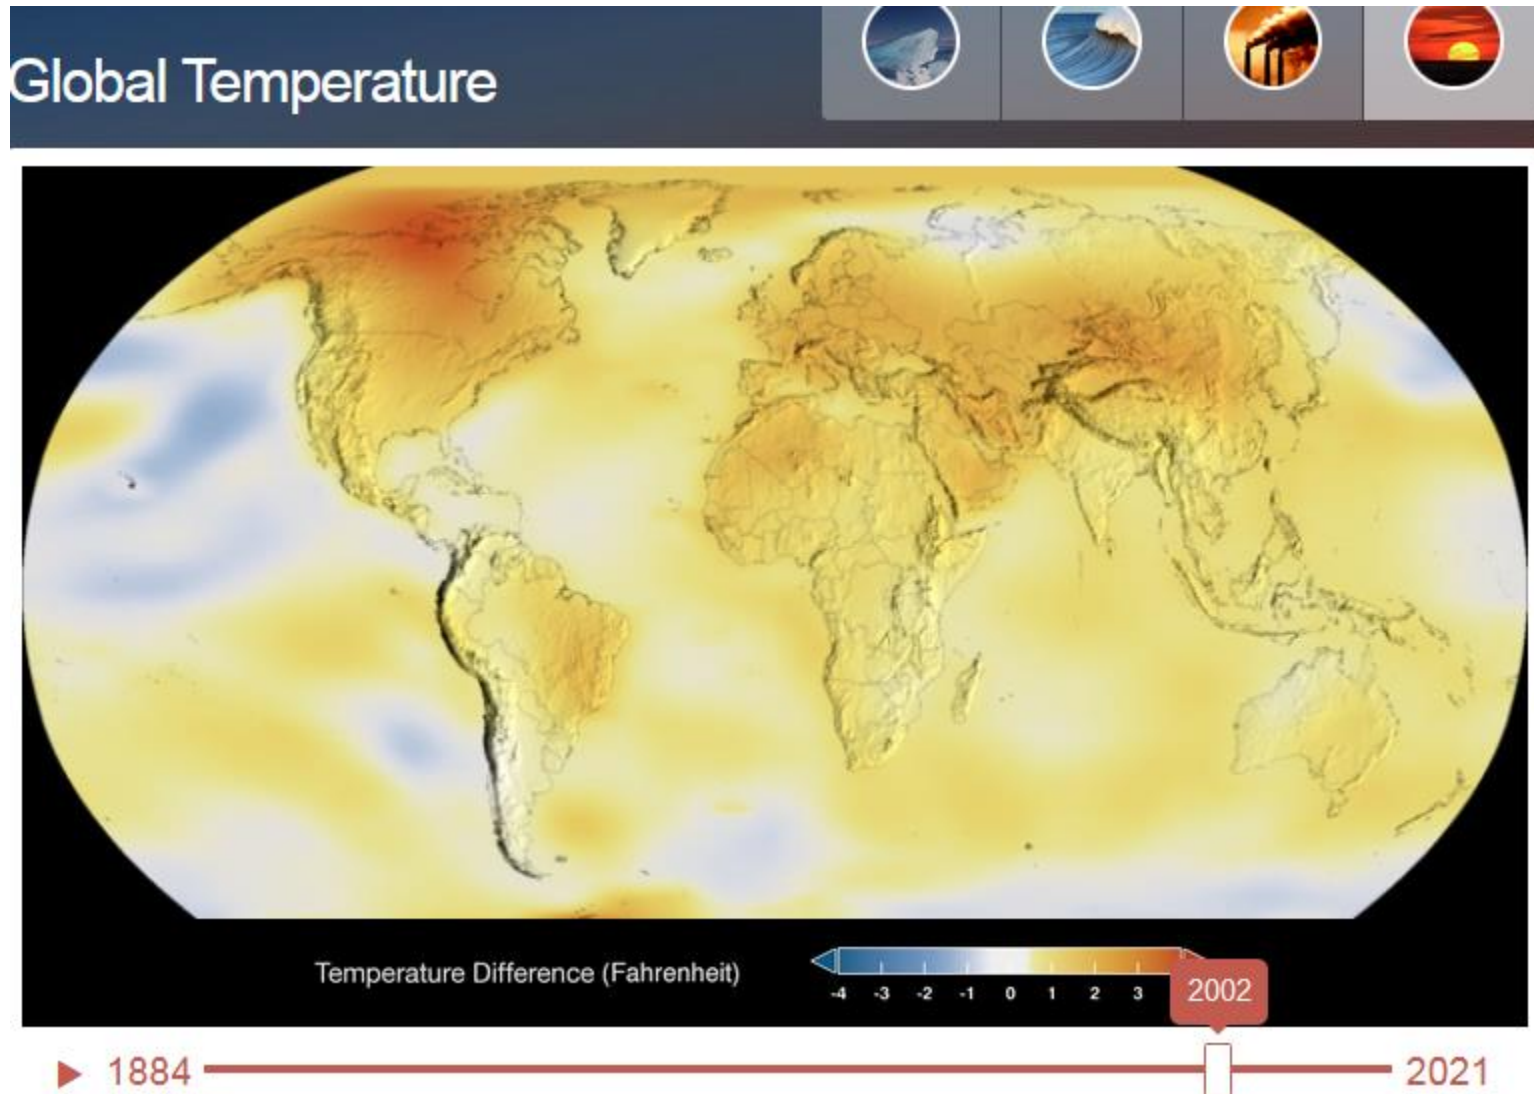 Global Temperature
Temperature Difference (Fahrenheit)
-4 -3 -2 -1 0 1 2 3
2002
1884
2021